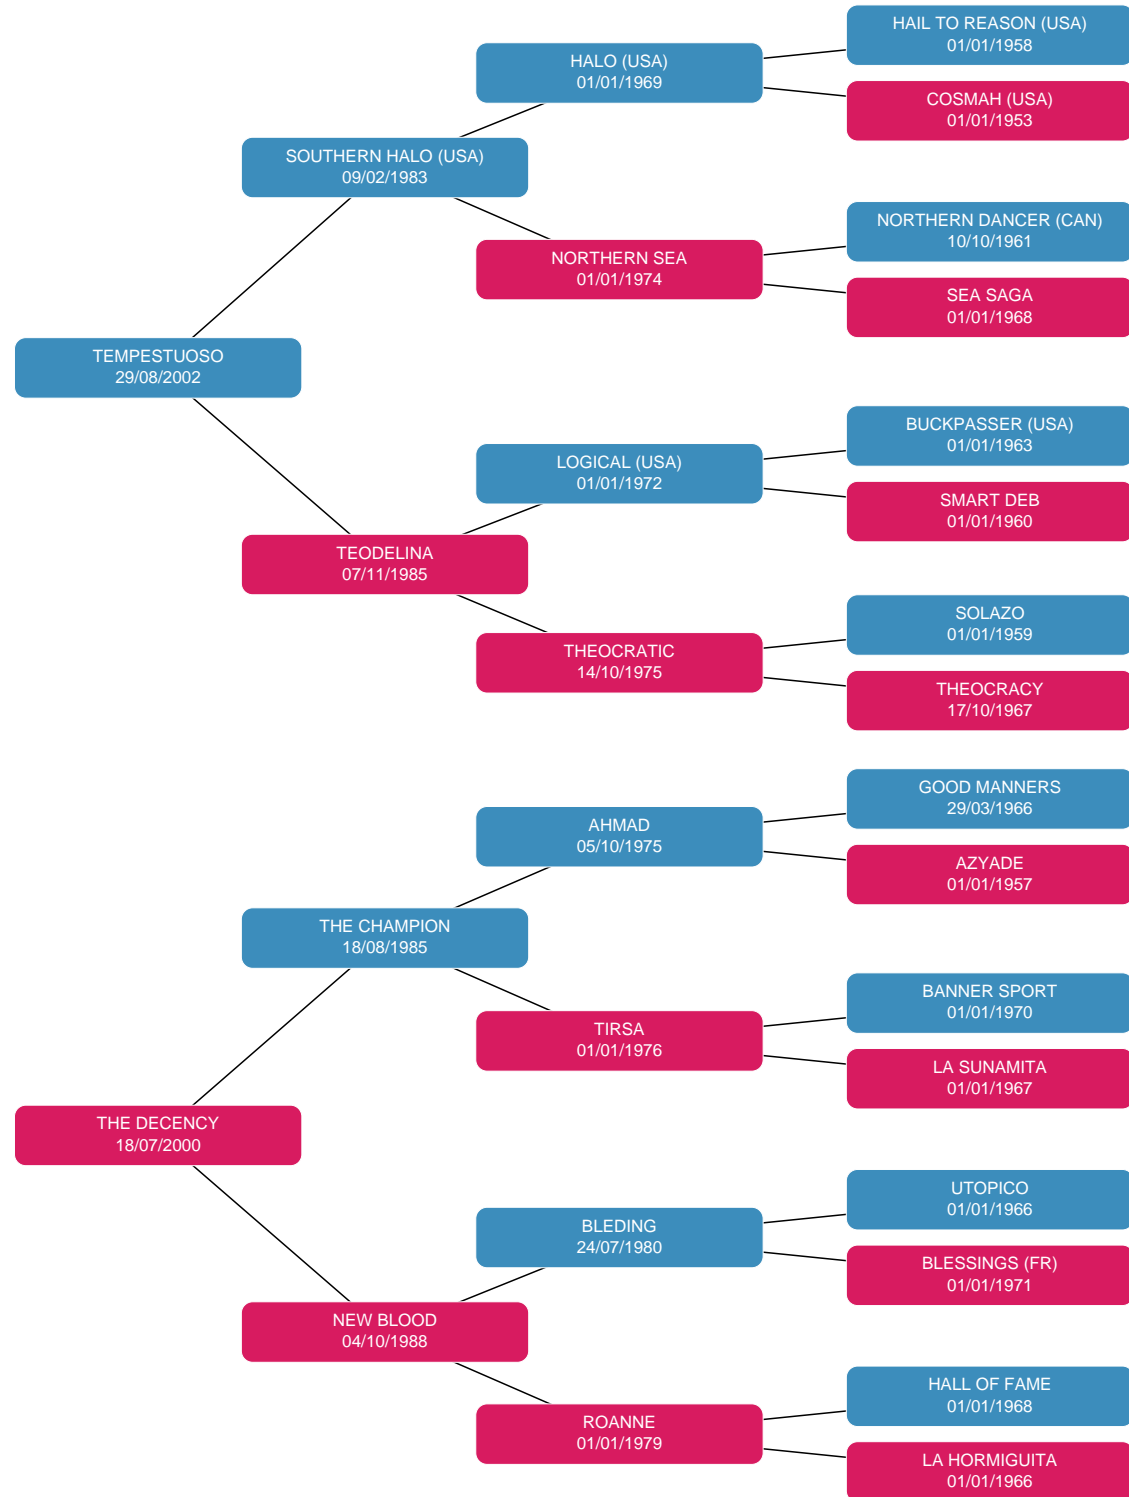 HAIL TO REASON (USA)
01/01/1958
HALO (USA)
01/01/1969
COSMAH (USA)
01/01/1953
SOUTHERN HALO (USA)
09/02/1983
NORTHERN DANCER (CAN)
10/10/1961
NORTHERN SEA
01/01/1974
SEA SAGA
01/01/1968
TEMPESTUOSO
29/08/2002
BUCKPASSER (USA)
01/01/1963
LOGICAL (USA)
01/01/1972
SMART DEB
01/01/1960
TEODELINA
07/11/1985
SOLAZO
01/01/1959
THEOCRATIC
14/10/1975
THEOCRACY
17/10/1967
GOOD MANNERS
29/03/1966
AHMAD
05/10/1975
AZYADE
01/01/1957
THE CHAMPION
18/08/1985
BANNER SPORT
01/01/1970
TIRSA
01/01/1976
LA SUNAMITA
01/01/1967
THE DECENCY
18/07/2000
UTOPICO
01/01/1966
BLEDING
24/07/1980
BLESSINGS (FR)
01/01/1971
NEW BLOOD
04/10/1988
HALL OF FAME
01/01/1968
ROANNE
01/01/1979
LA HORMIGUITA
01/01/1966